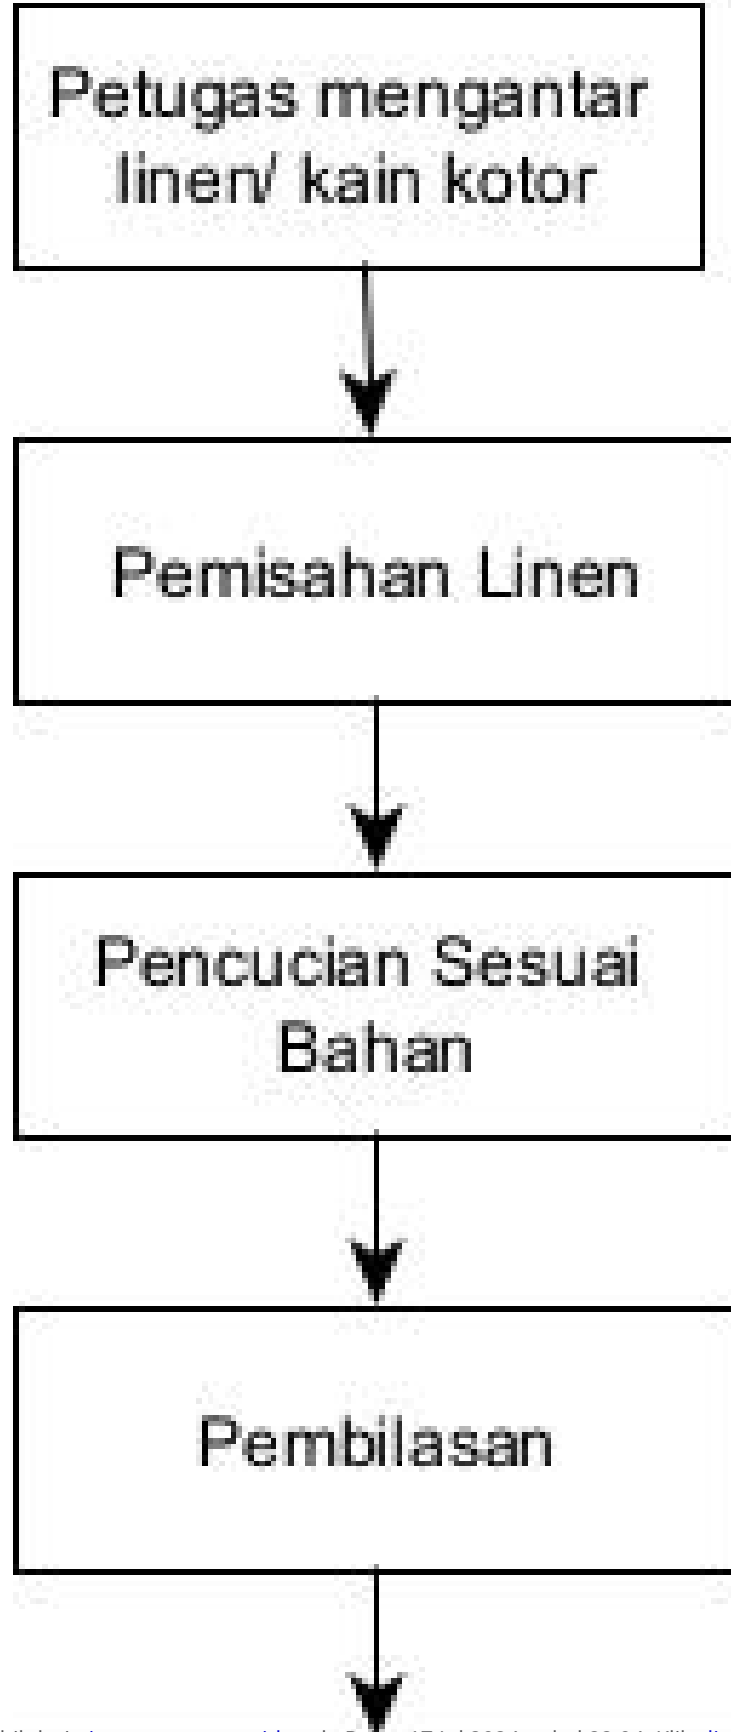 Petugas mengantar
linen/ kain kotor
Pemisahan Linen
Pencucian Sesuai
Bahan
Pembilasan